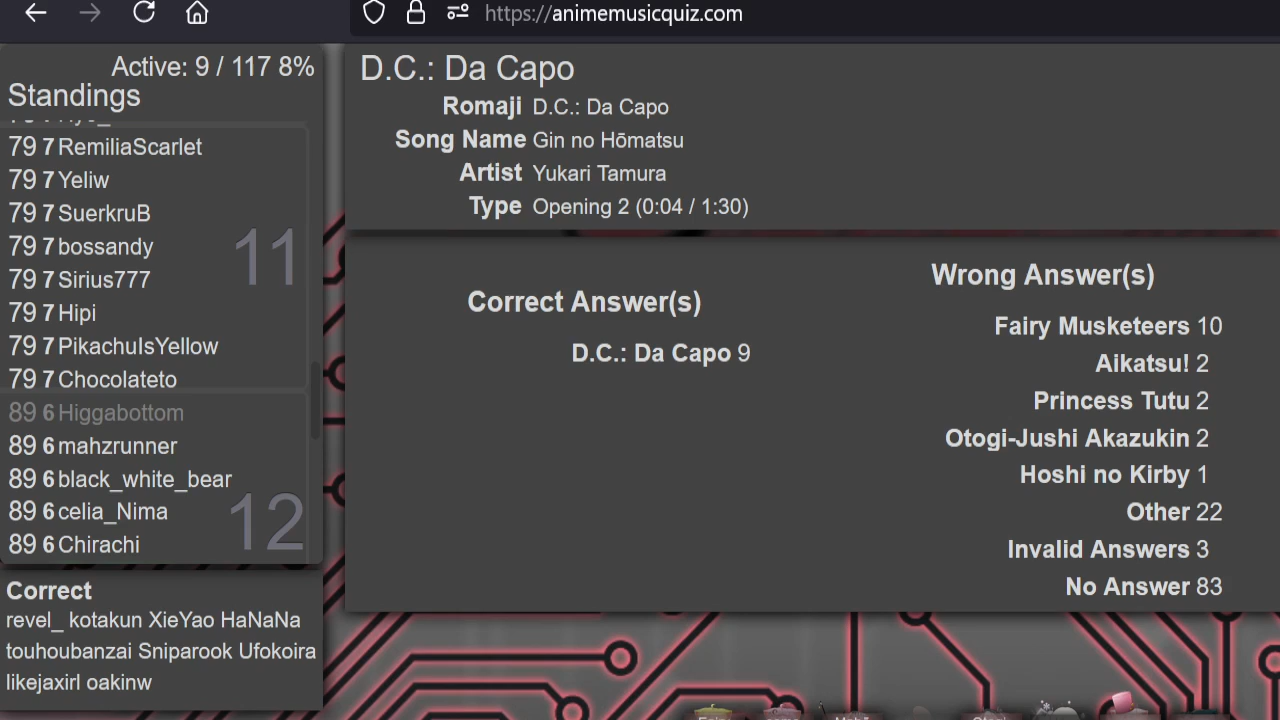 https://animemusicquiz.com
Active: 9 / 117 8%
Standings
79 7 RemiliaScarlet
79 7 Yeliw
79 7 SuerkruB
79 7 bossandy
79 7 Sirius777
79 7 Hipi
79 7 PikachuIsYellow
79 7 Chocolateto
11
89 6 Higgabottom
89 6 mahzrunner
89 6 black_white_bear
89 6 celia_Nima
89 6 Chirachi
12
Correct
revel_ kotakun XieYao HaNaNa
touhoubanzai Sniparook Ufokoira
likejaxirl oakinw
D.C.: Da Capo
Romaji D.C.: Da Capo
Song Name Gin no Hōmatsu
Artist Yukari Tamura
Type Opening 2 (0:04 / 1:30)
Correct Answer(s)
D.C.: Da Capo 9
Wrong Answer(s)
Fairy Musketeers 10
Aikatsu! 2
Princess Tutu 2
Otogi-Jushi Akazukin 2
Hoshi no Kirby 1
Other 22
Invalid Answers 3
No Answer 83